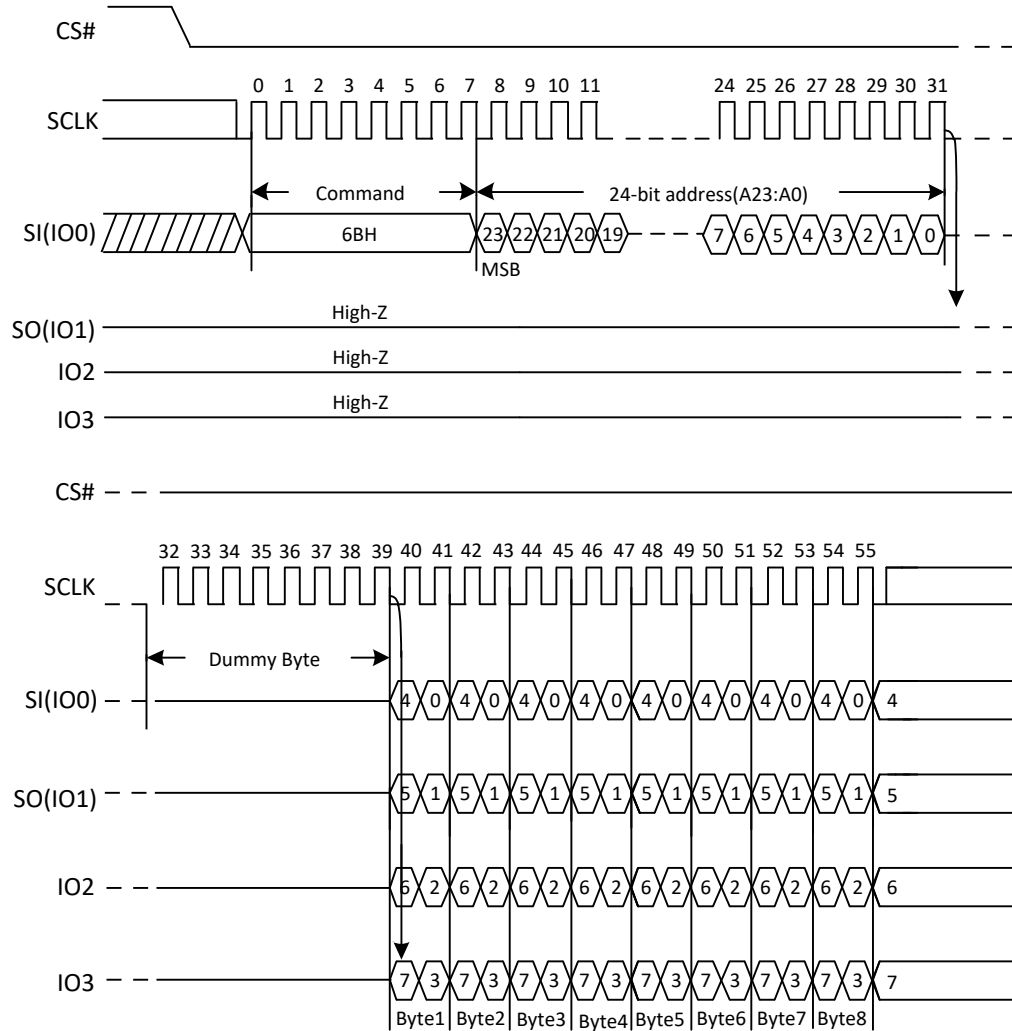 CS#
0 1 2 3 4 5 6 7 8 9 10 11 24 25 26 27 28 29 30 31
SCLK
Command 24-bit address(A23:A0)
SI(IO0) 6BH 23 22 21 20 19 7 6 5 4 3 2 1 0
MSB
High-Z
SO(IO1)
High-Z
IO2
High-Z
IO3
CS#
32 33 34 35 36 37 38 39 40 41 42 43 44 45 46 47 48 49 50 51 52 53 54 55
SCLK
Dummy Byte
SI(IO0) 4 0 4 0 4 0 4 0 4 0 4 0 4 0 4 0 4
SO(IO1) 5 1 5 1 5 1 5 1 5 1 5 1 5 1 5 1 5
IO2 6 2 6 2 6 2 6 2 6 2 6 2 6 2 6 2 6
IO3 7 3 7 3 7 3 7 3 7 3 7 3 7 3 7 3 7
Byte1 Byte2 Byte3 Byte4 Byte5 Byte6 Byte7 Byte8